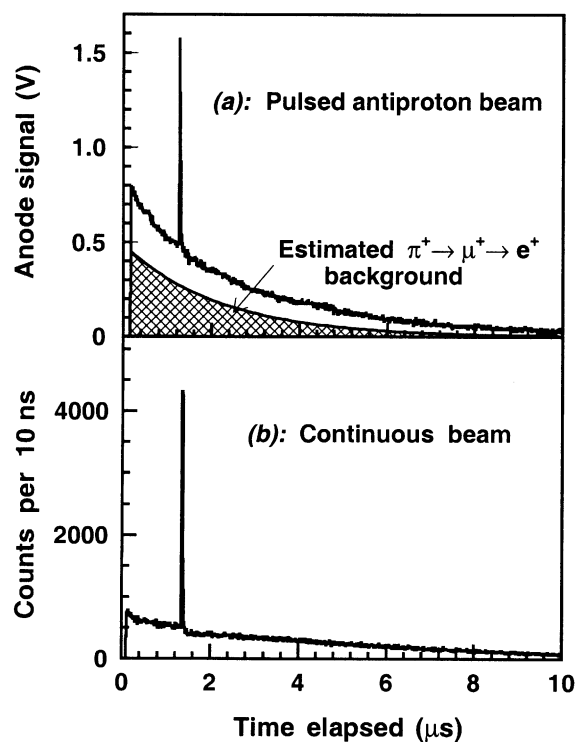 Anode signal (V)
1.5
1.0
0.5
0
(a): Pulsed antiproton beam
Estimated π⁺→ μ⁺→ e⁺
background
Counts per 10 ns
4000
2000
0
(b): Continuous beam
0 2 4 6 8 10
Time elapsed (μs)